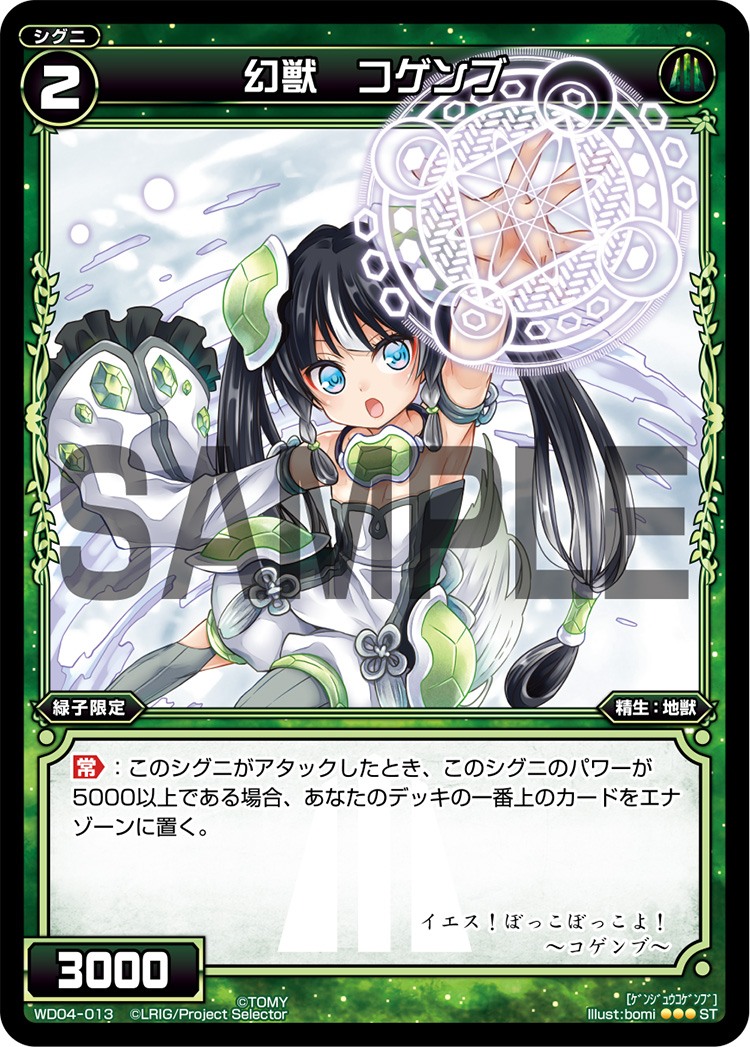 シグニ
2
幻獣 コゲンブ
SAMPLE
緑子限定
精生：地獣
常：このシグニがアタックしたとき、このシグニのパワーが
5000以上である場合、あなたのデッキの一番上のカードをエナ
ゾーンに置く。
イエス！ぼっこぼっこよ！
～コゲンブ～
3000
©TOMY
[ｹﾞﾝｼﾞｭｳｺｹﾞﾝﾌﾞ]
WD04-013 ©LRIG/Project Selector
Illust:bomi ST